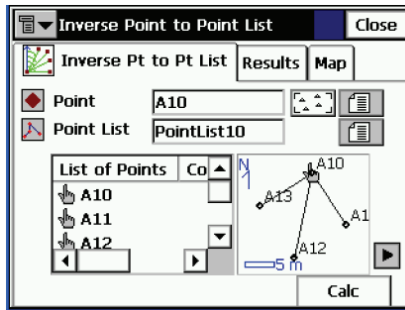 Inverse Point to Point List Close
Inverse Pt to Pt List Results Map
Point A10
Point List PointList10
List of Points Co
A10
A11
A12
N
A10
A13
A1
A12
5 m
Calc